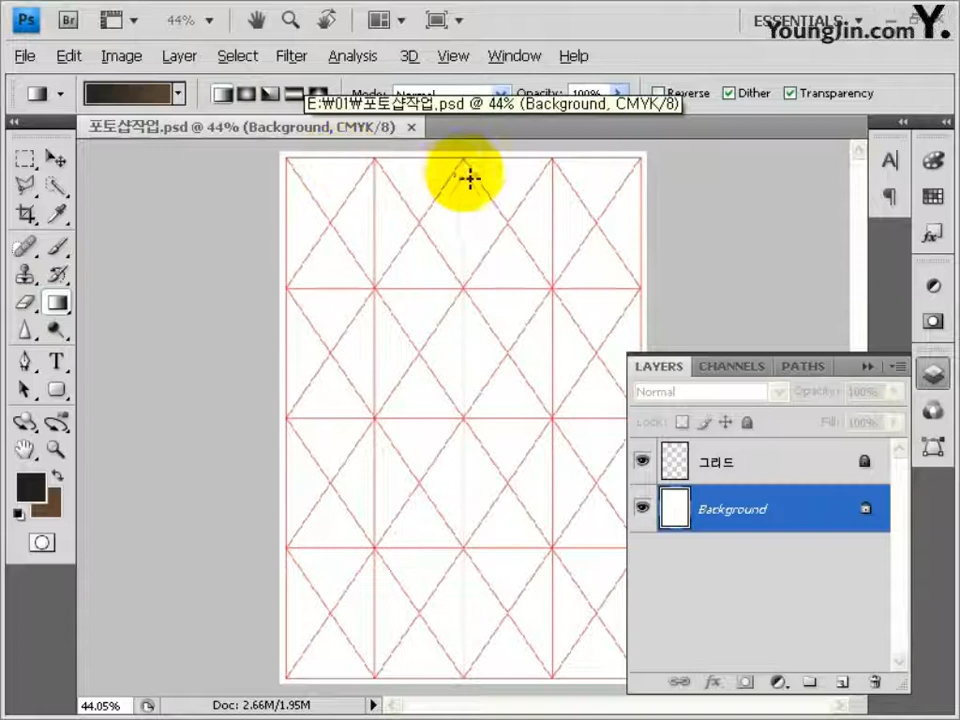 Ps Br 44% ESSENTIALS
YoungJin.com Y.
File Edit Image Layer Select Filter Analysis 3D View Window Help
Mode: Normal Opacity: 100% Reverse Dither Transparency
E:￦01￦포토샵작업.psd @ 44% (Background, CMYK/8)
포토샵작업.psd @ 44% (Background, CMYK/8) ×
LAYERS CHANNELS PATHS
Normal Opacity: 100%
Lock: Fill: 100%
그리드
Background
44.05% Doc: 2.66M/1.95M